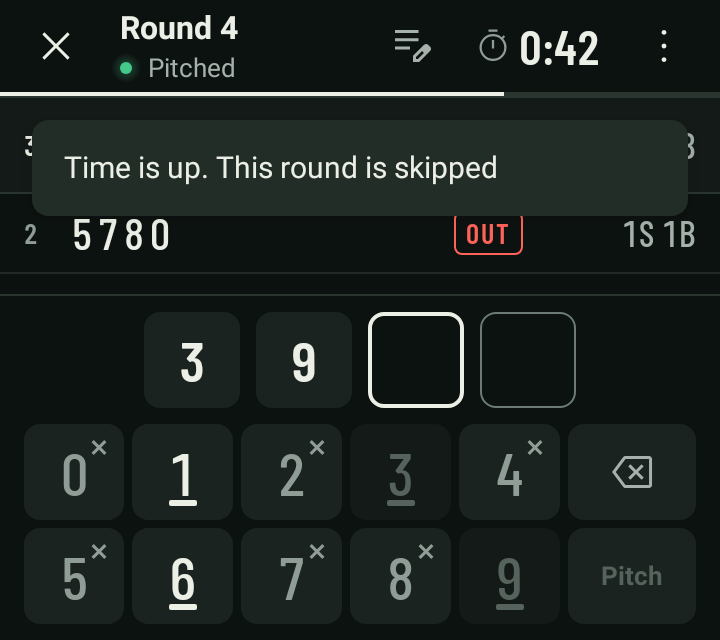 Round 4
Pitched
0:42
Time is up. This round is skipped
2 5780 OUT 1S 1B
3 9
0 1 2 3 4
5 6 7 8 9 Pitch